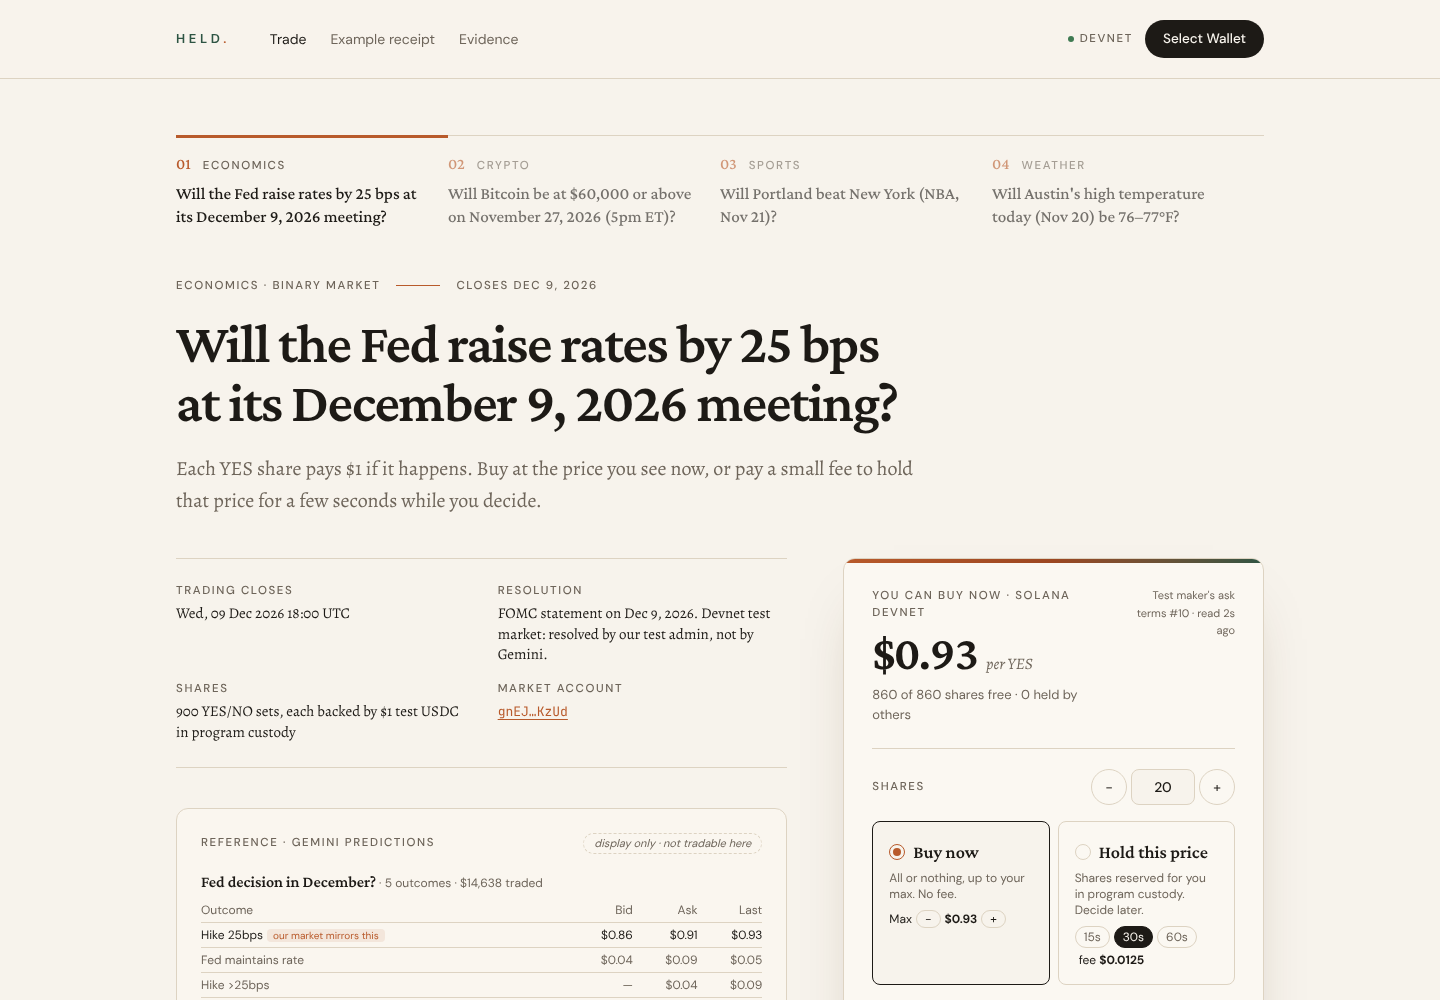 HELD.
Trade
Example receipt
Evidence
DEVNET
Select Wallet
01 ECONOMICS
Will the Fed raise rates by 25 bps at
its December 9, 2026 meeting?
02 CRYPTO
Will Bitcoin be at $60,000 or above
on November 27, 2026 (5pm ET)?
03 SPORTS
Will Portland beat New York (NBA,
Nov 21)?
04 WEATHER
Will Austin's high temperature
today (Nov 20) be 76–77°F?
ECONOMICS · BINARY MARKET
CLOSES DEC 9, 2026
Will the Fed raise rates by 25 bps
at its December 9, 2026 meeting?
Each YES share pays $1 if it happens. Buy at the price you see now, or pay a small fee to hold
that price for a few seconds while you decide.
TRADING CLOSES
Wed, 09 Dec 2026 18:00 UTC
RESOLUTION
FOMC statement on Dec 9, 2026. Devnet test
market: resolved by our test admin, not by
Gemini.
SHARES
900 YES/NO sets, each backed by $1 test USDC
in program custody
MARKET ACCOUNT
gnEJ…KzUd
REFERENCE · GEMINI PREDICTIONS
display only · not tradable here
Fed decision in December? · 5 outcomes · $14,638 traded
Outcome Bid Ask Last
Hike 25bps our market mirrors this $0.86 $0.91 $0.93
Fed maintains rate $0.04 $0.09 $0.05
Hike >25bps — $0.04 $0.09
YOU CAN BUY NOW · SOLANA
DEVNET
Test maker's ask
terms #10 · read 2s
ago
$0.93 per YES
860 of 860 shares free · 0 held by
others
SHARES
- 20 +
Buy now
All or nothing, up to your
max. No fee.
Max - $0.93 +
Hold this price
Shares reserved for you
in program custody.
Decide later.
15s 30s 60s
fee $0.0125